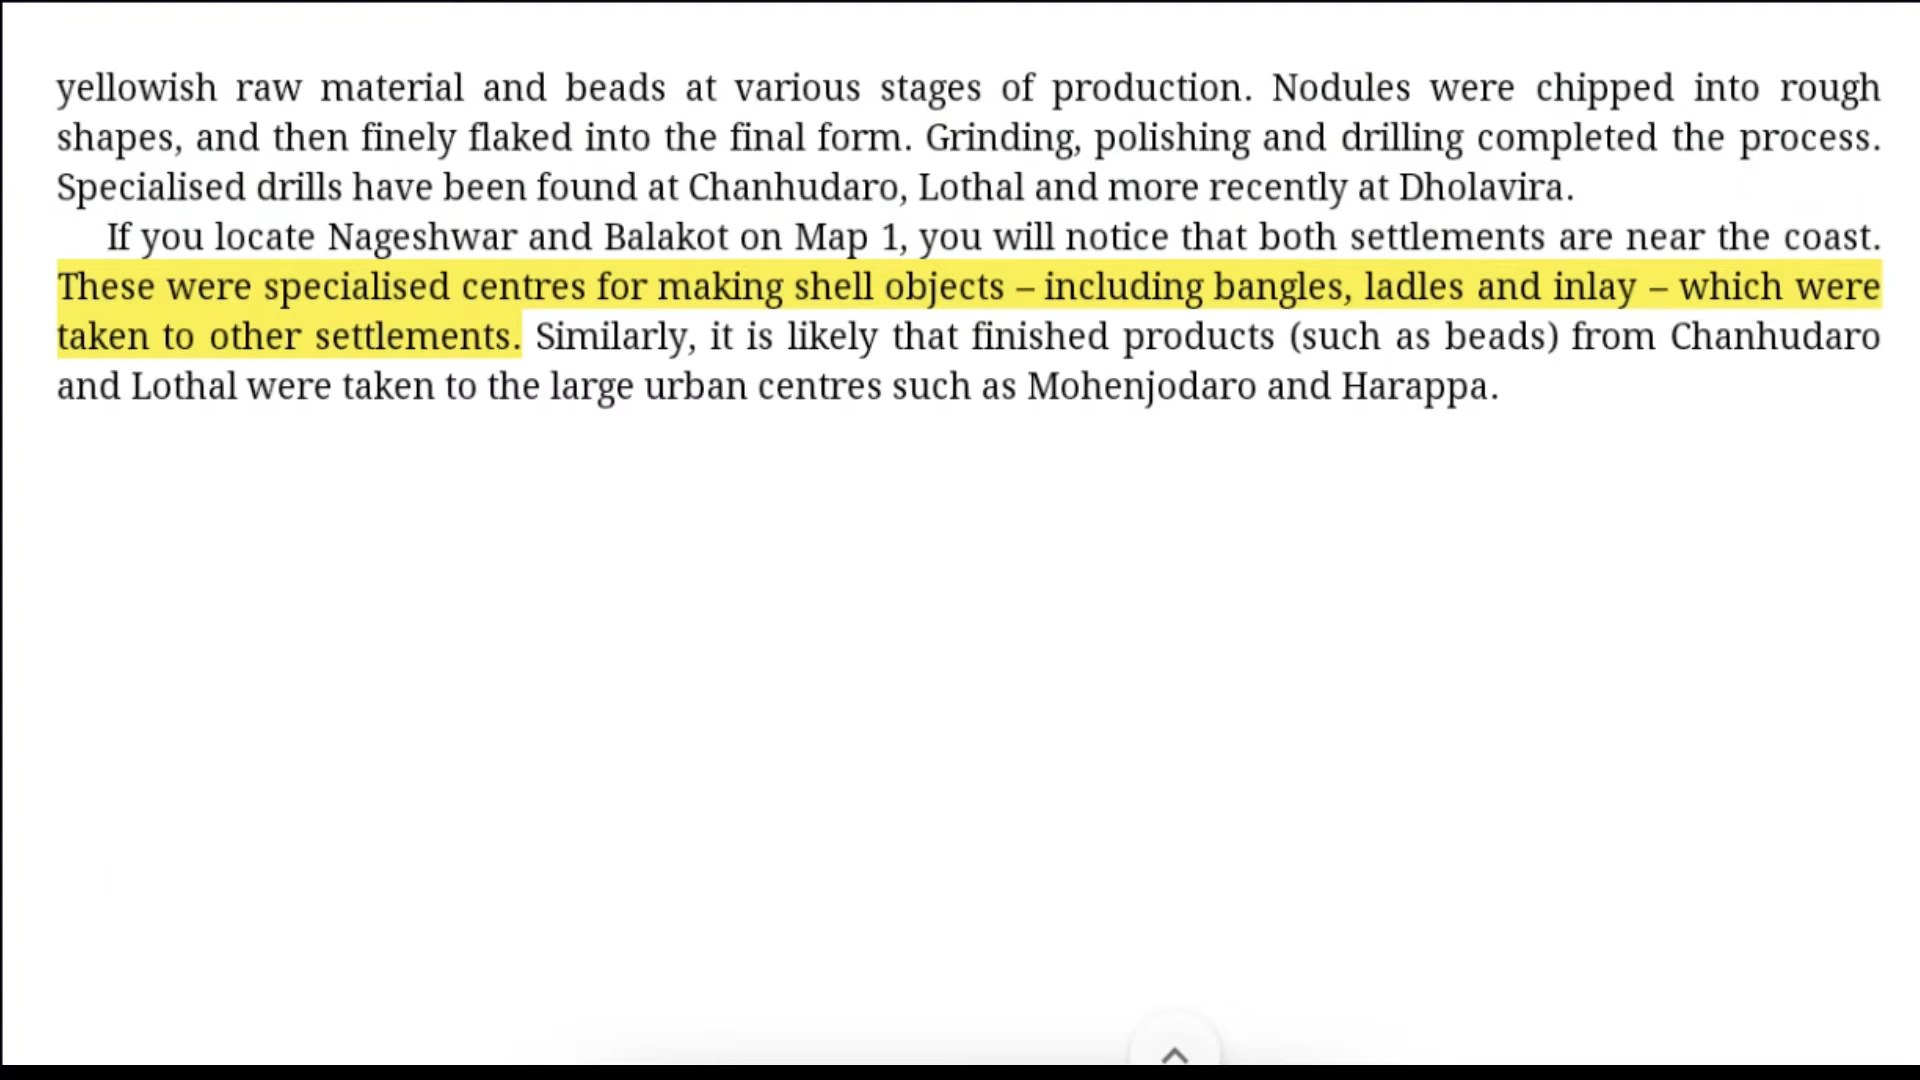 yellowish raw material and beads at various stages of production. Nodules were chipped into rough
shapes, and then finely flaked into the final form. Grinding, polishing and drilling completed the process.
Specialised drills have been found at Chanhudaro, Lothal and more recently at Dholavira.
If you locate Nageshwar and Balakot on Map 1, you will notice that both settlements are near the coast.
These were specialised centres for making shell objects – including bangles, ladles and inlay – which were
taken to other settlements. Similarly, it is likely that finished products (such as beads) from Chanhudaro
and Lothal were taken to the large urban centres such as Mohenjodaro and Harappa.